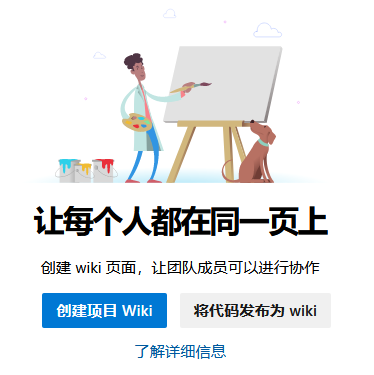 让每个人都在同一页上
创建 wiki 页面，让团队成员可以进行协作
创建项目 Wiki
将代码发布为 wiki
了解详细信息